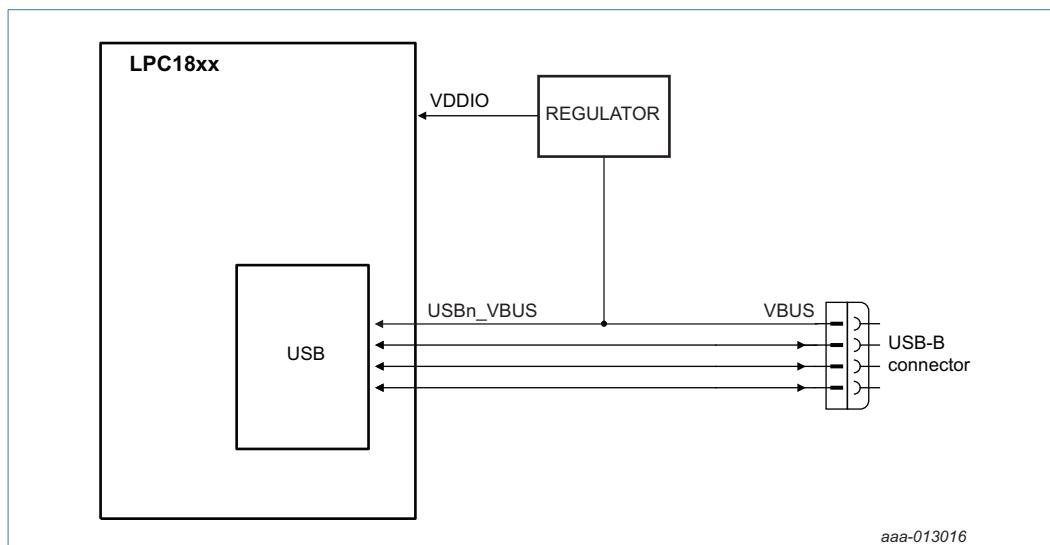 LPC18xx
VDDIO
REGULATOR
USBn_VBUS
VBUS
USB
USB-B
connector
aaa-013016